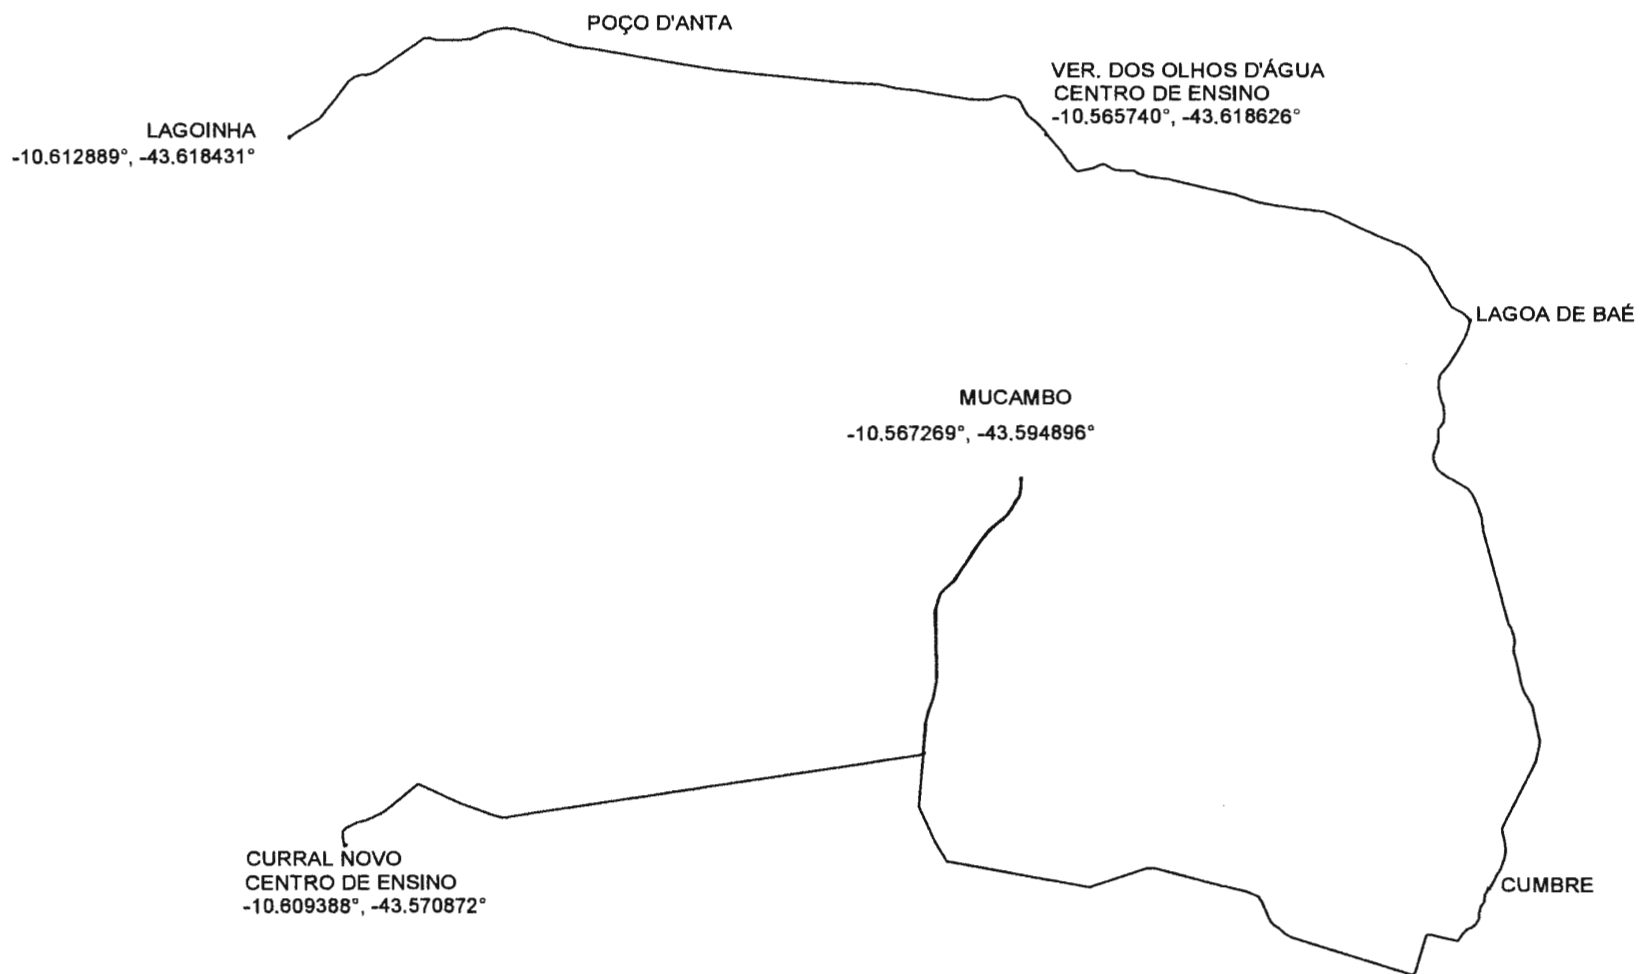 POÇO D'ANTA
VER. DOS OLHOS D'ÁGUA
CENTRO DE ENSINO
-10.565740°, -43.618626°
LAGOINHA
-10.612889°, -43.618431°
LAGOA DE BAÉ
MUCAMBO
-10.567269°, -43.594896°
CURRAL NOVO
CENTRO DE ENSINO
-10.609388°, -43.570872°
CUMBRE